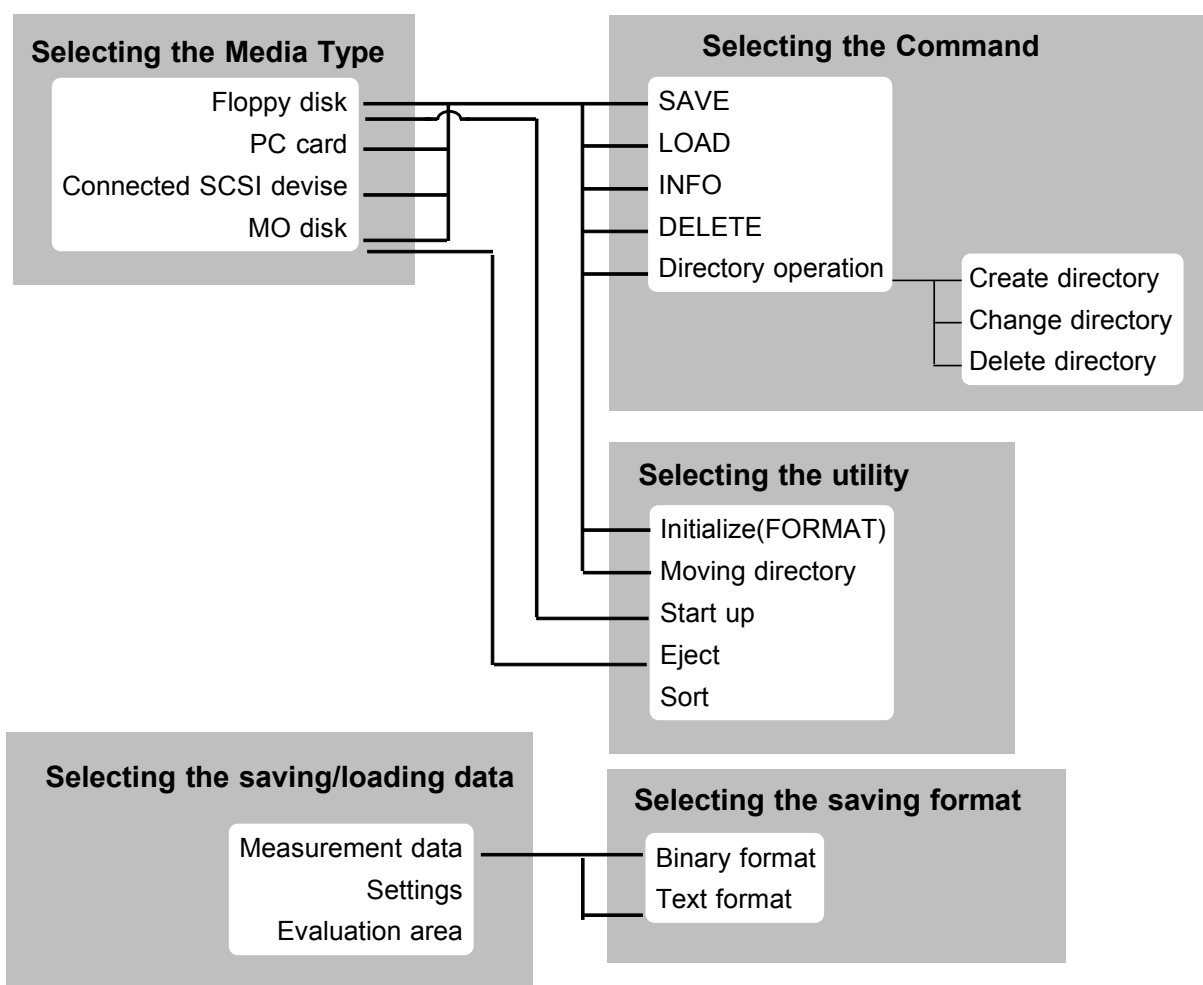 Selecting the Media Type
Floppy disk
PC card
Connected SCSI devise
MO disk
Selecting the Command
SAVE
LOAD
INFO
DELETE
Directory operation
Create directory
Change directory
Delete directory
Selecting the utility
Initialize(FORMAT)
Moving directory
Start up
Eject
Sort
Selecting the saving/loading data
Measurement data
Settings
Evaluation area
Selecting the saving format
Binary format
Text format